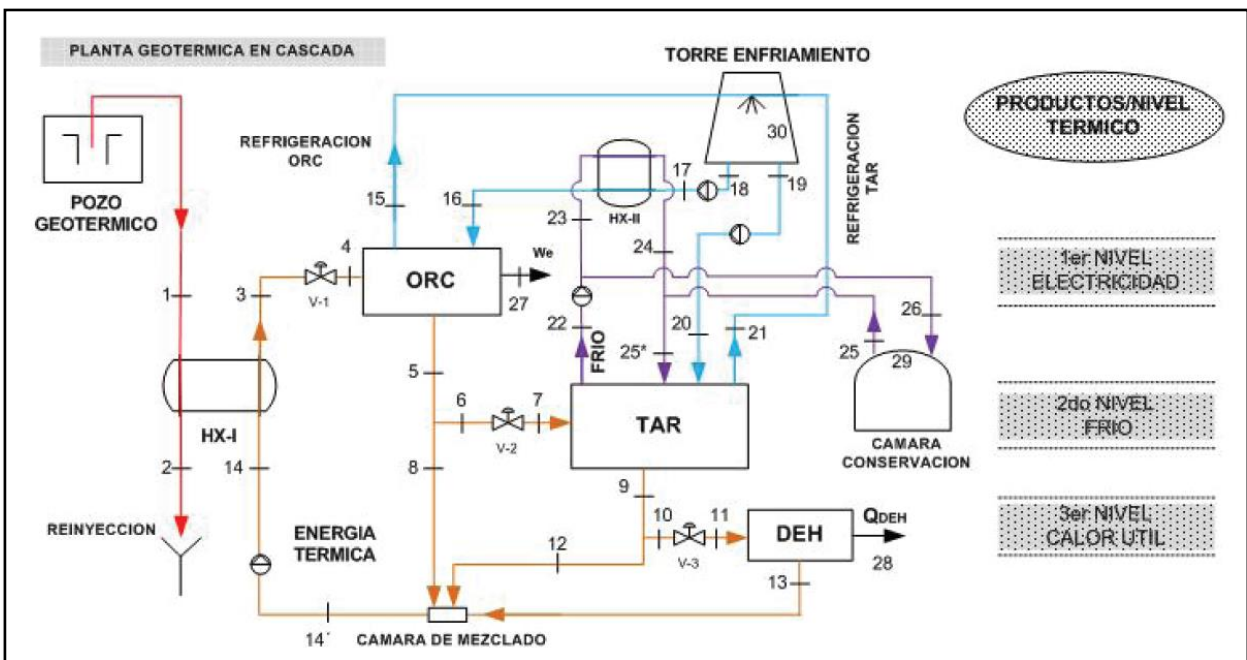 PLANTA GEOTERMICA EN CASCADA
TORRE ENFRIAMIENTO
PRODUCTOS/NIVEL
TERMICO
POZO
GEOTERMICO
REFRIGERACION
ORC
REFRIGERACION
TAR
30
17
18
19
15
16
HX-II
23
24
1
3
4
V-1
ORC
We
27
22
FRIO
20
21
25*
26
25
29
1er NIVEL
ELECTRICIDAD
HX-I
5
6
7
V-2
TAR
CAMARA
CONSERVACION
2do NIVEL
FRIO
2
14
8
9
REINYECCION
ENERGIA
TERMICA
12
10
11
V-3
DEH
QDEH
28
13
3er NIVEL
CALOR UTIL
14´
CAMARA DE MEZCLADO